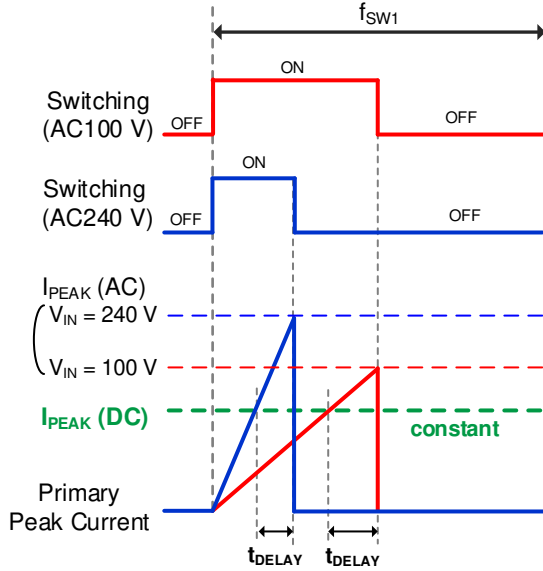 fSW1
ON
Switching
(AC100 V)
OFF
OFF
ON
Switching
(AC240 V)
OFF
OFF
IPEAK (AC)
VIN = 240 V
VIN = 100 V
IPEAK (DC)
constant
Primary
Peak Current
tDELAY
tDELAY